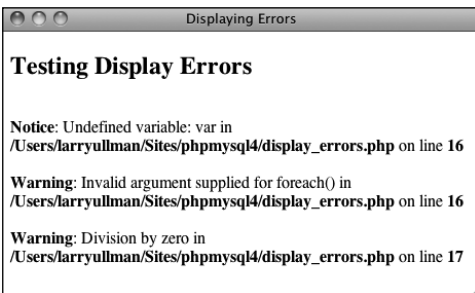 Displaying Errors
Testing Display Errors
Notice: Undefined variable: var in
/Users/larryullman/Sites/phpmysql4/display_errors.php on line 16
Warning: Invalid argument supplied for foreach() in
/Users/larryullman/Sites/phpmysql4/display_errors.php on line 16
Warning: Division by zero in
/Users/larryullman/Sites/phpmysql4/display_errors.php on line 17